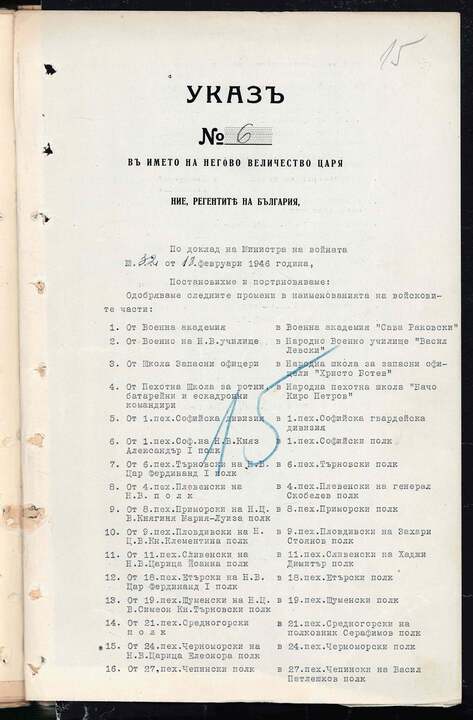 15
УКАЗЪ
№ 6
ВЪ ИМЕТО НА НЕГОВО ВЕЛИЧЕСТВО ЦАРЯ
НИЕ, РЕГЕНТИТѢ НА БЪЛГАРИЯ,
По доклад на Министра на войната
№ 32 от 13 февруари 1946 година,
Постановихме и постановяваме:
Одобряваме следните промени в наименованията на войскови-
те части:
1. От Военна академия в Военна академия "Сава Раковски"
2. От Военно на Н.В.училище в Народно Военно училище "Васил
Левски"
3. От Школа Запасни офицери в Народна школа за запасни офи-
цери "Христо Ботев"
4. От Пехотна Школа за ротни, в Народна пехотна школа "Вачо
батарейни и ескадронни Киро Петров"
командири
5. От 1.пех.Софийска дивизия в 1.пех.Софийска гвардейска
дивизия
6. От 1.пех.Соф.на Н.В.Княз в 1.пех.Софийски полк
Александър I полк
7. От 6.пех.Търновски на Н.В. в 6.пех.Търновски полк
Цар Фердинанд I полк
8. От 4.пех.Плевенски на в 4.пех.Плевенски на генерал
Н.В. п о л к Скобелев полк
9. От 8.пех.Приморски на Н.Ц. в 8.пех.Приморски полк
В.Княгиня Мария-Луиза полк
10. От 9.пех.Пловдивски на Н. в 9.пех.Пловдивски на Захари
Ц.В.Кн.Клементина полк Стоянов полк
11. От 11.пех.Сливенски на в 11.пех.Сливенски на Хаджи
Н.В.Царица Йоанна полк Димитър полк
12. От 18.пех.Етърски на Н.В. в 18.пех.Етърски полк
Цар Фердинанд I полк
13. От 19.пех.Шуменски на Н.Ц. в 19.пех.Шуменски полк
В.Симеон Кн.Търновски полк
14. От 21.пех.Средногорски в 21.пех.Средногорски на
п о л к полковник Серафимов полк
15. От 24.пех.Черноморски на в 24.пех.Черноморски полк
Н.В.Царица Елеонора полк
16. От 27.пех.Чепински полк в 27.пех.Чепински на Васил
Петлешков полк
15